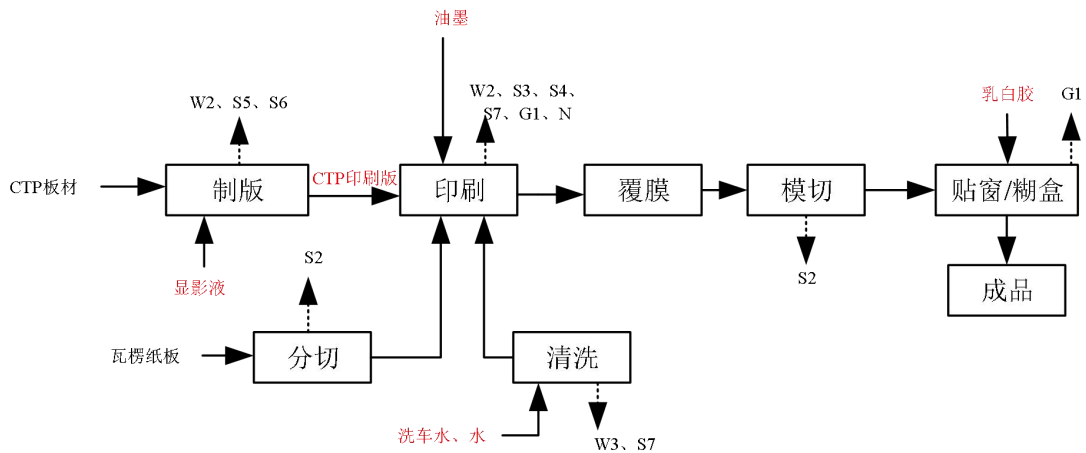 油墨
W2、S5、S6
W2、S3、S4、
S7、G1、N
乳白胶
G1
CTP板材
制版
CTP印刷版
印刷
覆膜
模切
贴窗/糊盒
显影液
S2
S2
成品
瓦楞纸板
分切
清洗
洗车水、水
W3、S7